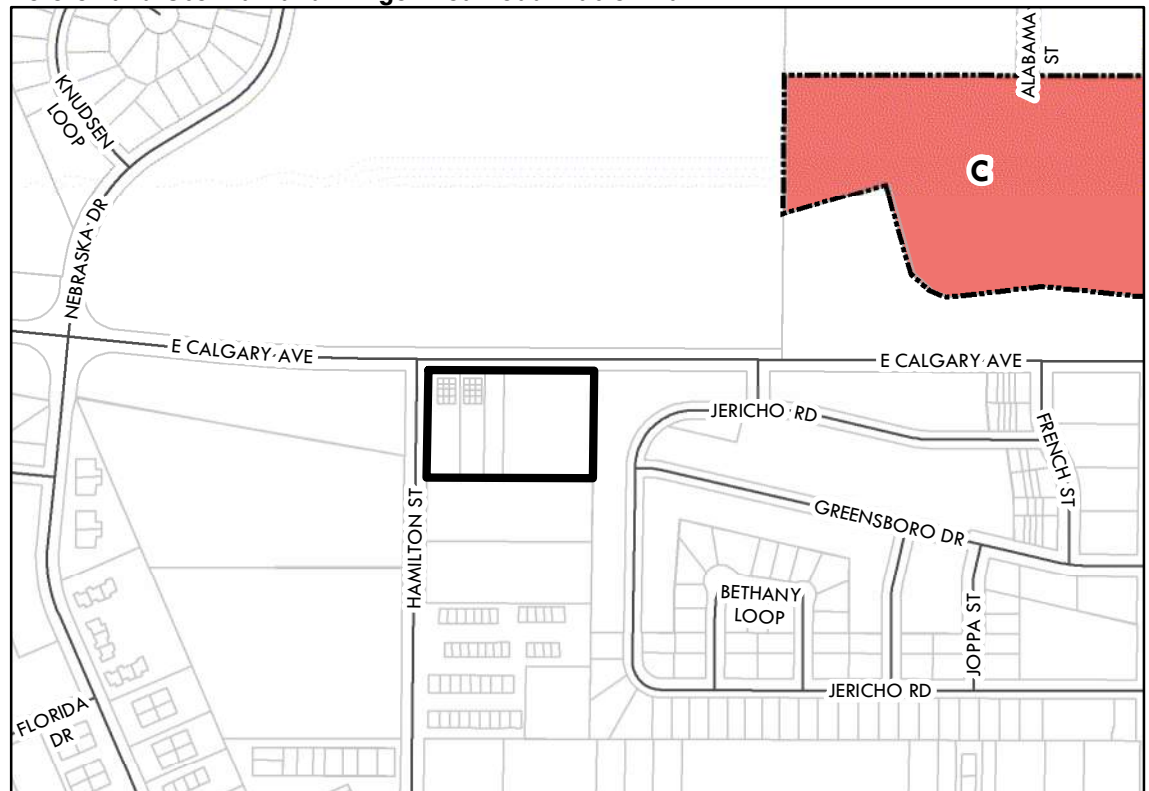 ALABAMA
ST
KNUDSEN
LOOP
C
NEBRASKA DR
E CALGARY AVE
E CALGARY AVE
JERICHO RD
FRENCH ST
HAMILTON ST
GREENSBORO DR
BETHANY
LOOP
JOPPA ST
JERICHO RD
FLORIDA
DR